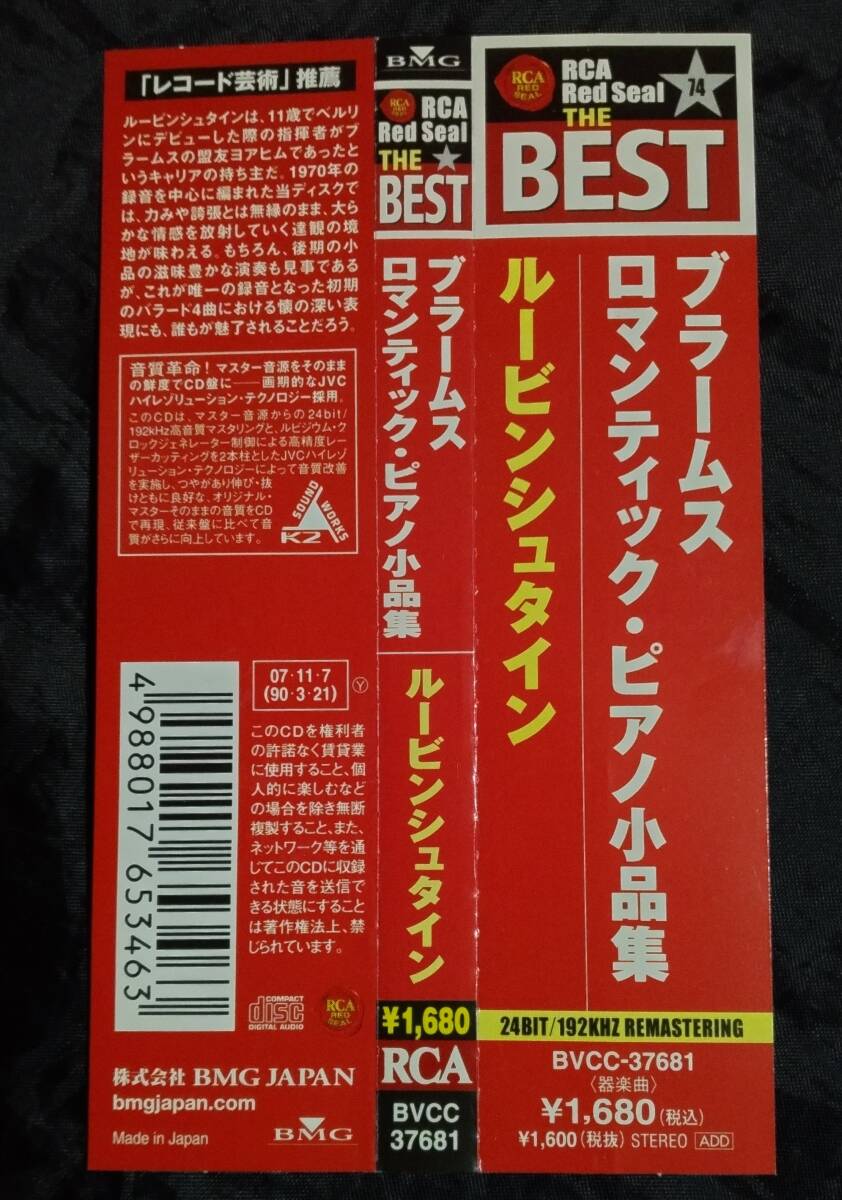 「レコード芸術」推薦
ルービンシュタインは、11歳でベルリ
ンにデビューした際の指揮者がブ
ラームスの盟友ヨアヒムであったと
いうキャリアの持ち主だ。1970年の
録音を中心に編まれた当ディスクで
は、力みや誇張とは無縁のまま、大ら
かな情感を放射していく達観の境
地が味わえる。もちろん、後期の小
品の滋味豊かな演奏も見事である
が、これが唯一の録音となった初期
のバラード4曲における懐の深い表
現にも、誰もが魅了されることだろう。
音質革命!マスター音源をそのまま
の鮮度でCD盤に――画期的なJVC
ハイレゾリューション・テクノロジー採用。
このCDは、マスター音源からの24bit/
192kHz高音質マスタリングと、ルビジウム・ク
ロックジェネレーター制御による高精度レー
ザーカッティングを2本柱としたJVCハイレゾ
リューション・テクノロジーによって音質改善
を実施し、つやがあり伸び・抜
けともに良好な、オリジナル・
マスターそのままの音質をCD
で再現、従来盤に比べて音
質がさらに向上しています。
K2
SOUND WORKS
4988017653463
07・11・7
(90・3・21)
Y
このCDを権利者
の許諾なく賃貸業
に使用すること、個
人的に楽しむなど
の場合を除き無断
複製すること、また、
ネットワーク等を通
じてこのCDに収録
された音を送信で
きる状態にすること
は著作権法上、禁
じられています。
COMPACT
disc
DIGITAL AUDIO
RCA
RED
SEAL
株式会社 BMG JAPAN
bmgjapan.com
Made in Japan
BMG
BMG
RCA
RED
SEAL
RCA
Red Seal
THE
BEST
ブラームス
ロマンティック・ピアノ小品集
ルービンシュタイン
¥1,680
RCA
BVCC
37681
RCA
RED
SEAL
RCA
Red Seal
THE
74
BEST
ブラームス
ロマンティック・ピアノ小品集
ルービンシュタイン
24BIT/192KHZ REMASTERING
BVCC-37681
〈器楽曲〉
¥1,680(税込)
¥1,600(税抜) STEREO ADD